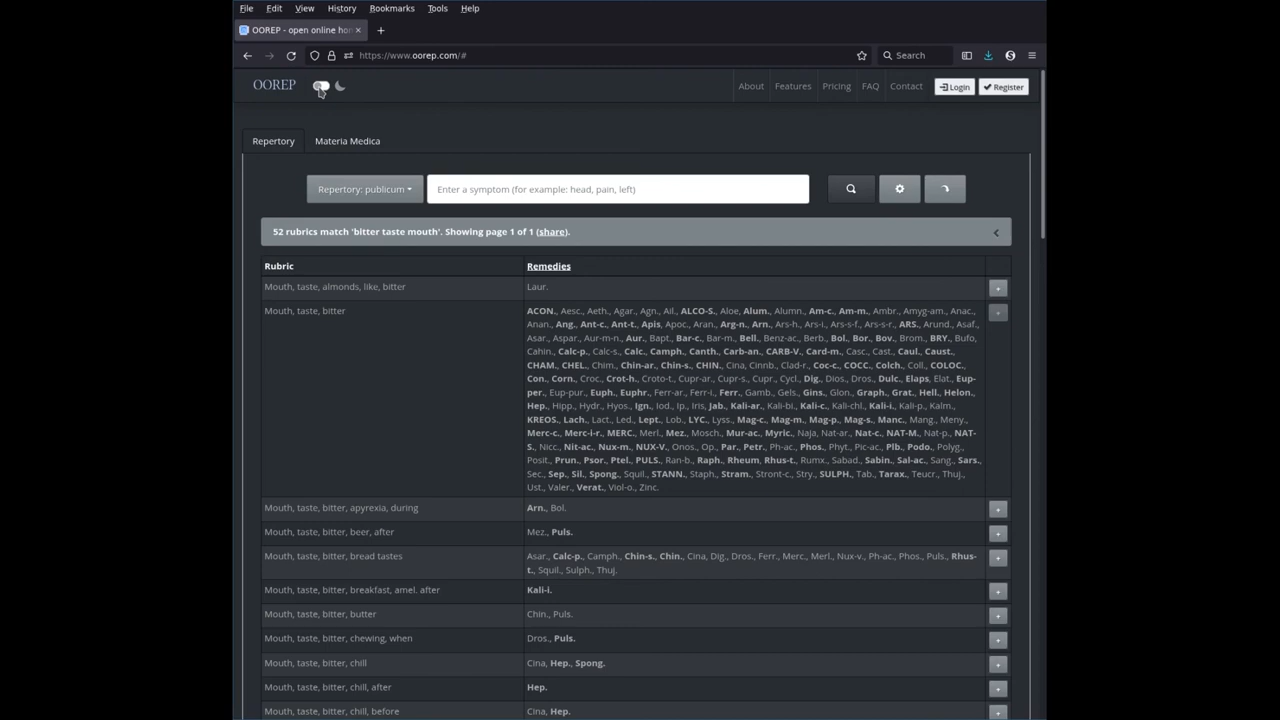 File Edit View History Bookmarks Tools Help
OOREP - open online hom
https://www.oorep.com/#
Search
OOREP
About Features Pricing FAQ Contact Login Register
Repertory Materia Medica
Repertory: publicum
Enter a symptom (for example: head, pain, left)
52 rubrics match 'bitter taste mouth'. Showing page 1 of 1 (share).
Rubric Remedies
Mouth, taste, almonds, like, bitter Laur.
Mouth, taste, bitter ACON., Aesc., Aeth., Agar., Agn., Ail., ALCO-S., Aloe, Alum., Alumn., Am-c., Am-m., Ambr., Amyg-am., Anac.,
Anan., Ang., Ant-c., Ant-t., Apis, Apoc., Aran., Arg-n., Arn., Ars-h., Ars-i., Ars-s-f., Ars-s-r., ARS., Arund., Asaf.,
Asar., Aspar., Aur-m-n., Aur., Bapt., Bar-c., Bar-m., Bell., Benz-ac., Berb., Bol., Bor., Bov., Brom., BRY., Bufo,
Cahin., Calc-p., Calc-s., Calc., Camph., Canth., Carb-an., CARB-V., Card-m., Casc., Cast., Caul., Caust.,
CHAM., CHEL., Chim., Chin-ar., Chin-s., CHIN., Cina, Cinnb., Clad-r., Coc-c., COCC., Colch., Coll., COLOC.,
Con., Corn., Croc., Crot-h., Croto-t., Cupr-ar., Cupr-s., Cupr., Cycl., Dig., Dios., Dros., Dulc., Elaps, Elat., Eup-
per., Eup-pur., Euph., Euphr., Ferr-ar., Ferr-i., Ferr., Gamb., Gels., Gins., Glon., Graph., Grat., Hell., Helon.,
Hep., Hipp., Hydr., Hyos., Ign., Iod., Ip., Iris, Jab., Kali-ar., Kali-bi., Kali-c., Kali-chl., Kali-i., Kali-p., Kalm.,
KREOS., Lach., Lact., Led., Lept., Lob., LYC., Lyss., Mag-c., Mag-m., Mag-p., Mag-s., Manc., Mang., Meny.,
Merc-c., Merc-i-r., MERC., Merl., Mez., Mosch., Mur-ac., Myric., Naja, Nat-ar., Nat-c., NAT-M., Nat-p., NAT-
S., Nicc., Nit-ac., Nux-m., NUX-V., Onos., Op., Par., Petr., Ph-ac., Phos., Phyt., Pic-ac., Plb., Podo., Polyg.,
Posit., Prun., Psor., Ptel., PULS., Ran-b., Raph., Rheum, Rhus-t., Rumx., Sabad., Sabin., Sal-ac., Sang., Sars.,
Sec., Sep., Sil., Spong., Squil., STANN., Staph., Stram., Stront-c., Stry., SULPH., Tab., Tarax., Teucr., Thuj.,
Ust., Valer., Verat., Viol-o., Zinc.
Mouth, taste, bitter, apyrexia, during Arn., Bol.
Mouth, taste, bitter, beer, after Mez., Puls.
Mouth, taste, bitter, bread tastes Asar., Calc-p., Camph., Chin-s., Chin., Cina, Dig., Dros., Ferr., Merc., Merl., Nux-v., Ph-ac., Phos., Puls., Rhus-
t., Squil., Sulph., Thuj.
Mouth, taste, bitter, breakfast, amel. after Kali-i.
Mouth, taste, bitter, butter Chin., Puls.
Mouth, taste, bitter, chewing, when Dros., Puls.
Mouth, taste, bitter, chill Cina, Hep., Spong.
Mouth, taste, bitter, chill, after Hep.
Mouth, taste, bitter, chill, before Cina, Hep.